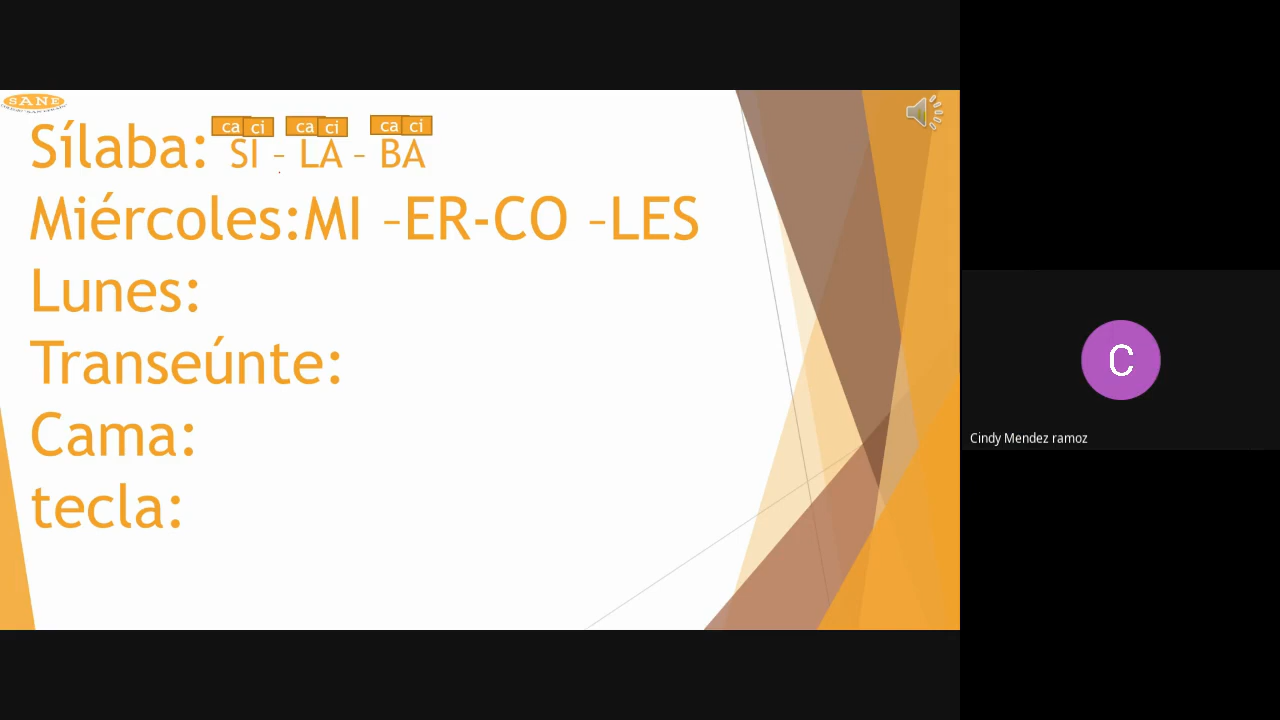 SANE
ca ci ca ci ca ci
Sílaba: SI – LA – BA
Miércoles:MI –ER-CO –LES
Lunes:
Transeúnte:
Cama:
tecla:
C
Cindy Mendez ramoz